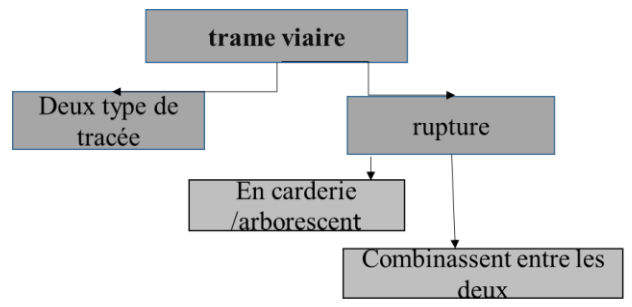 trame viaire
Deux type de
tracée
rupture
En carderie
/arborescent
Combinassent entre les
deux